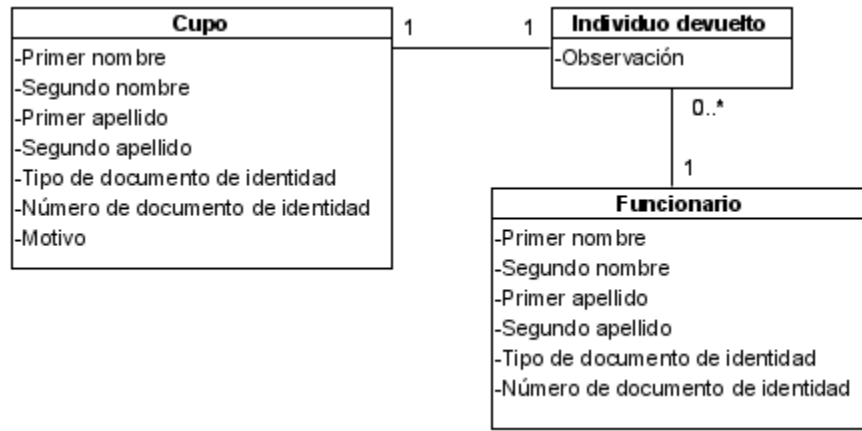 Cupo
-Primer nombre
-Segundo nombre
-Primer apellido
-Segundo apellido
-Tipo de documento de identidad
-Número de documento de identidad
-Motivo
1
1
Individuo devuelto
-Observación
0..*
1
Funcionario
-Primer nombre
-Segundo nombre
-Primer apellido
-Segundo apellido
-Tipo de documento de identidad
-Número de documento de identidad